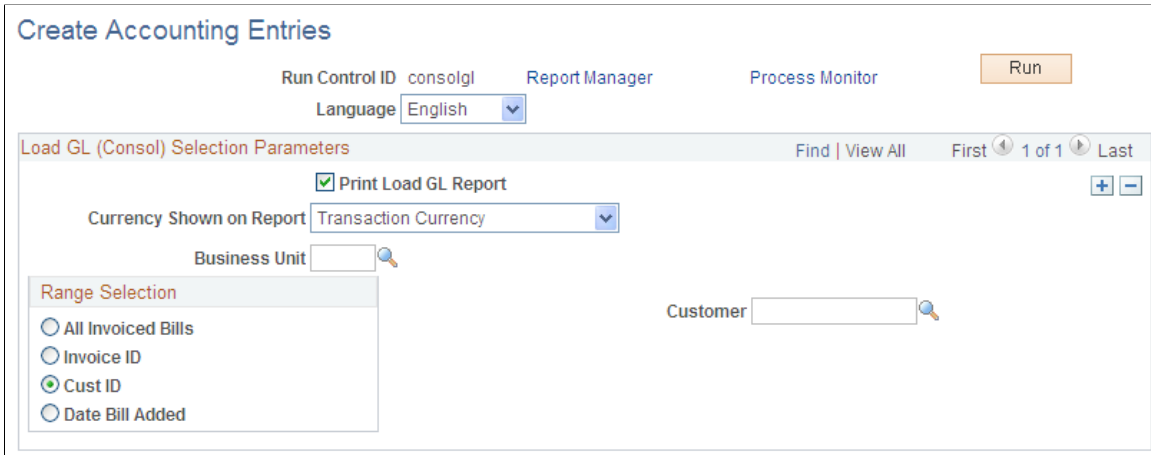 Create Accounting Entries
Run Control ID consolgl Report Manager Process Monitor Run
Language English
Load GL (Consol) Selection Parameters Find | View All First 1 of 1 Last
Print Load GL Report
Currency Shown on Report Transaction Currency
Business Unit
Range Selection
Customer
All Invoiced Bills
Invoice ID
Cust ID
Date Bill Added